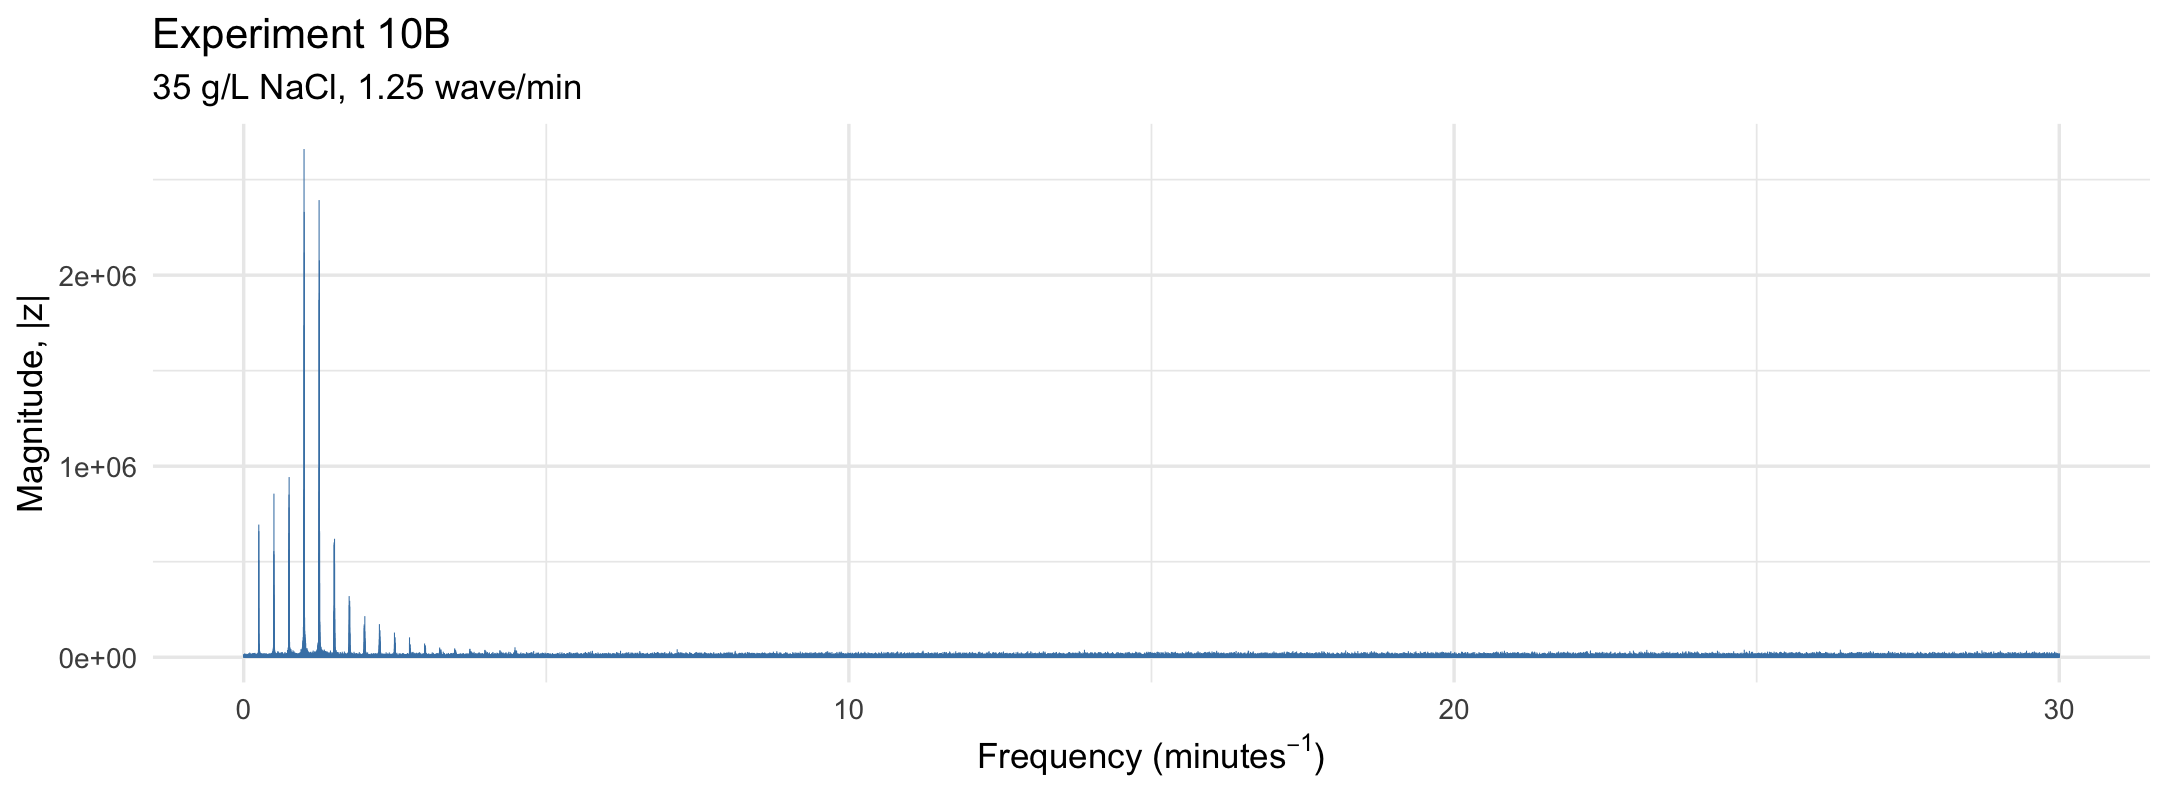 Experiment 10B
35 g/L NaCl, 1.25 wave/min
Magnitude, |z|
2e+06
1e+06
0e+00
0 10 20 30
Frequency (minutes⁻¹)